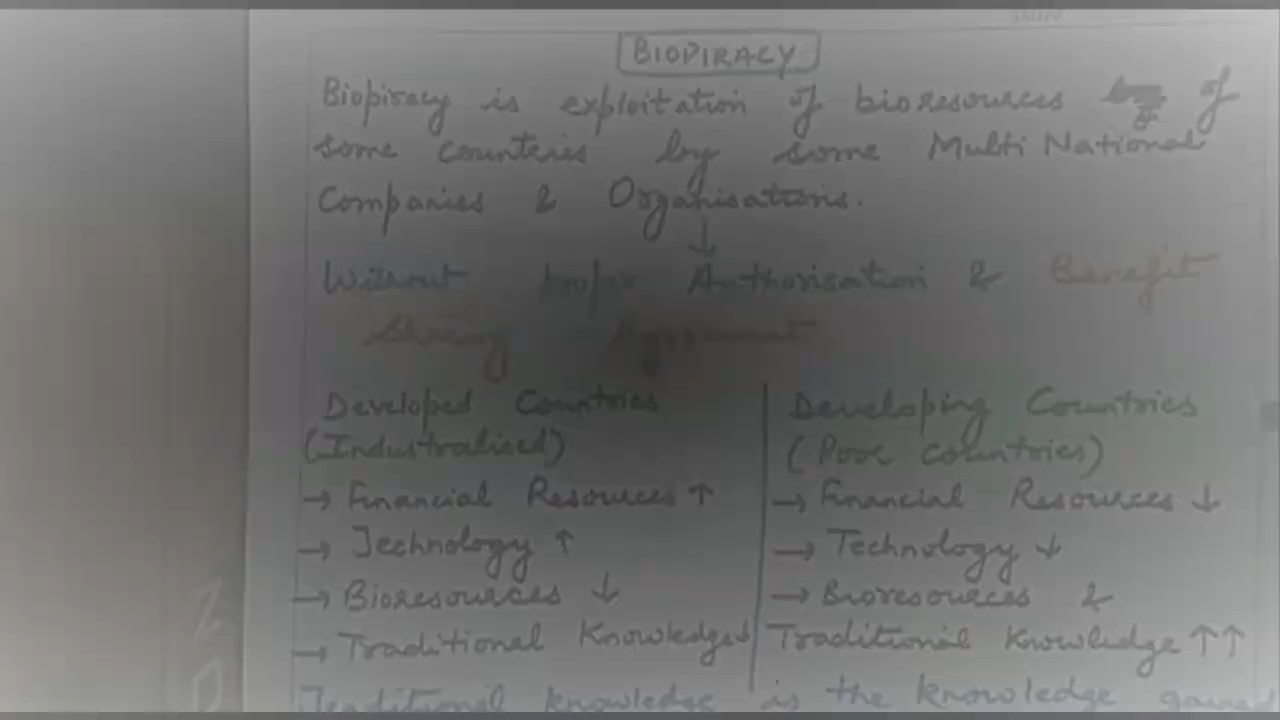 BIOPIRACY
Biopiracy is exploitation of bioresources of
some countries by some Multi National
Companies & Organisations.
↓
Without proper Authorisation & Benefit
Sharing Agreement
Developed Countries
(Industralised)
→ Financial Resources ↑
→ Technology ↑
→ Bioresources ↓
→ Traditional Knowledge ↓
Developing Countries
(Poor countries)
→ Financial Resources ↓
→ Technology ↓
→ Bioresources &
Traditional Knowledge ↑↑
Traditional knowledge is the knowledge gained